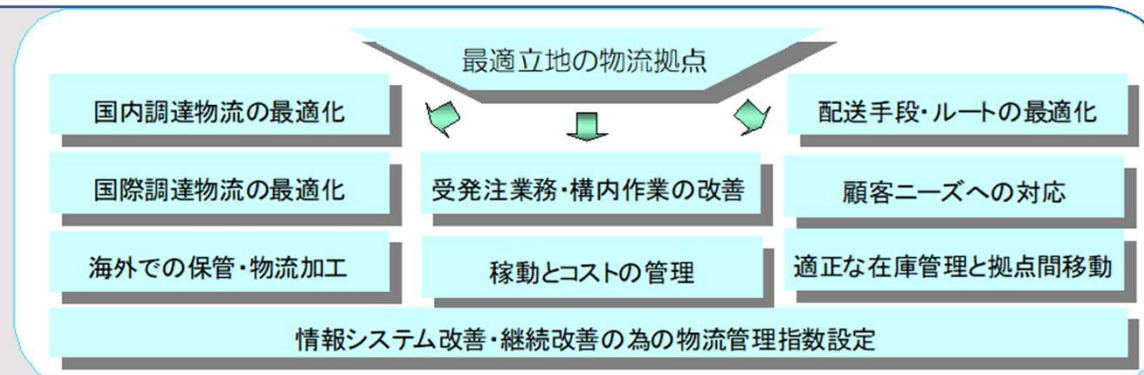 最適立地の物流拠点
国内調達物流の最適化
配送手段・ルートの最適化
国際調達物流の最適化
受発注業務・構内作業の改善
顧客ニーズへの対応
海外での保管・物流加工
稼動とコストの管理
適正な在庫管理と拠点間移動
情報システム改善・継続改善の為の物流管理指数設定